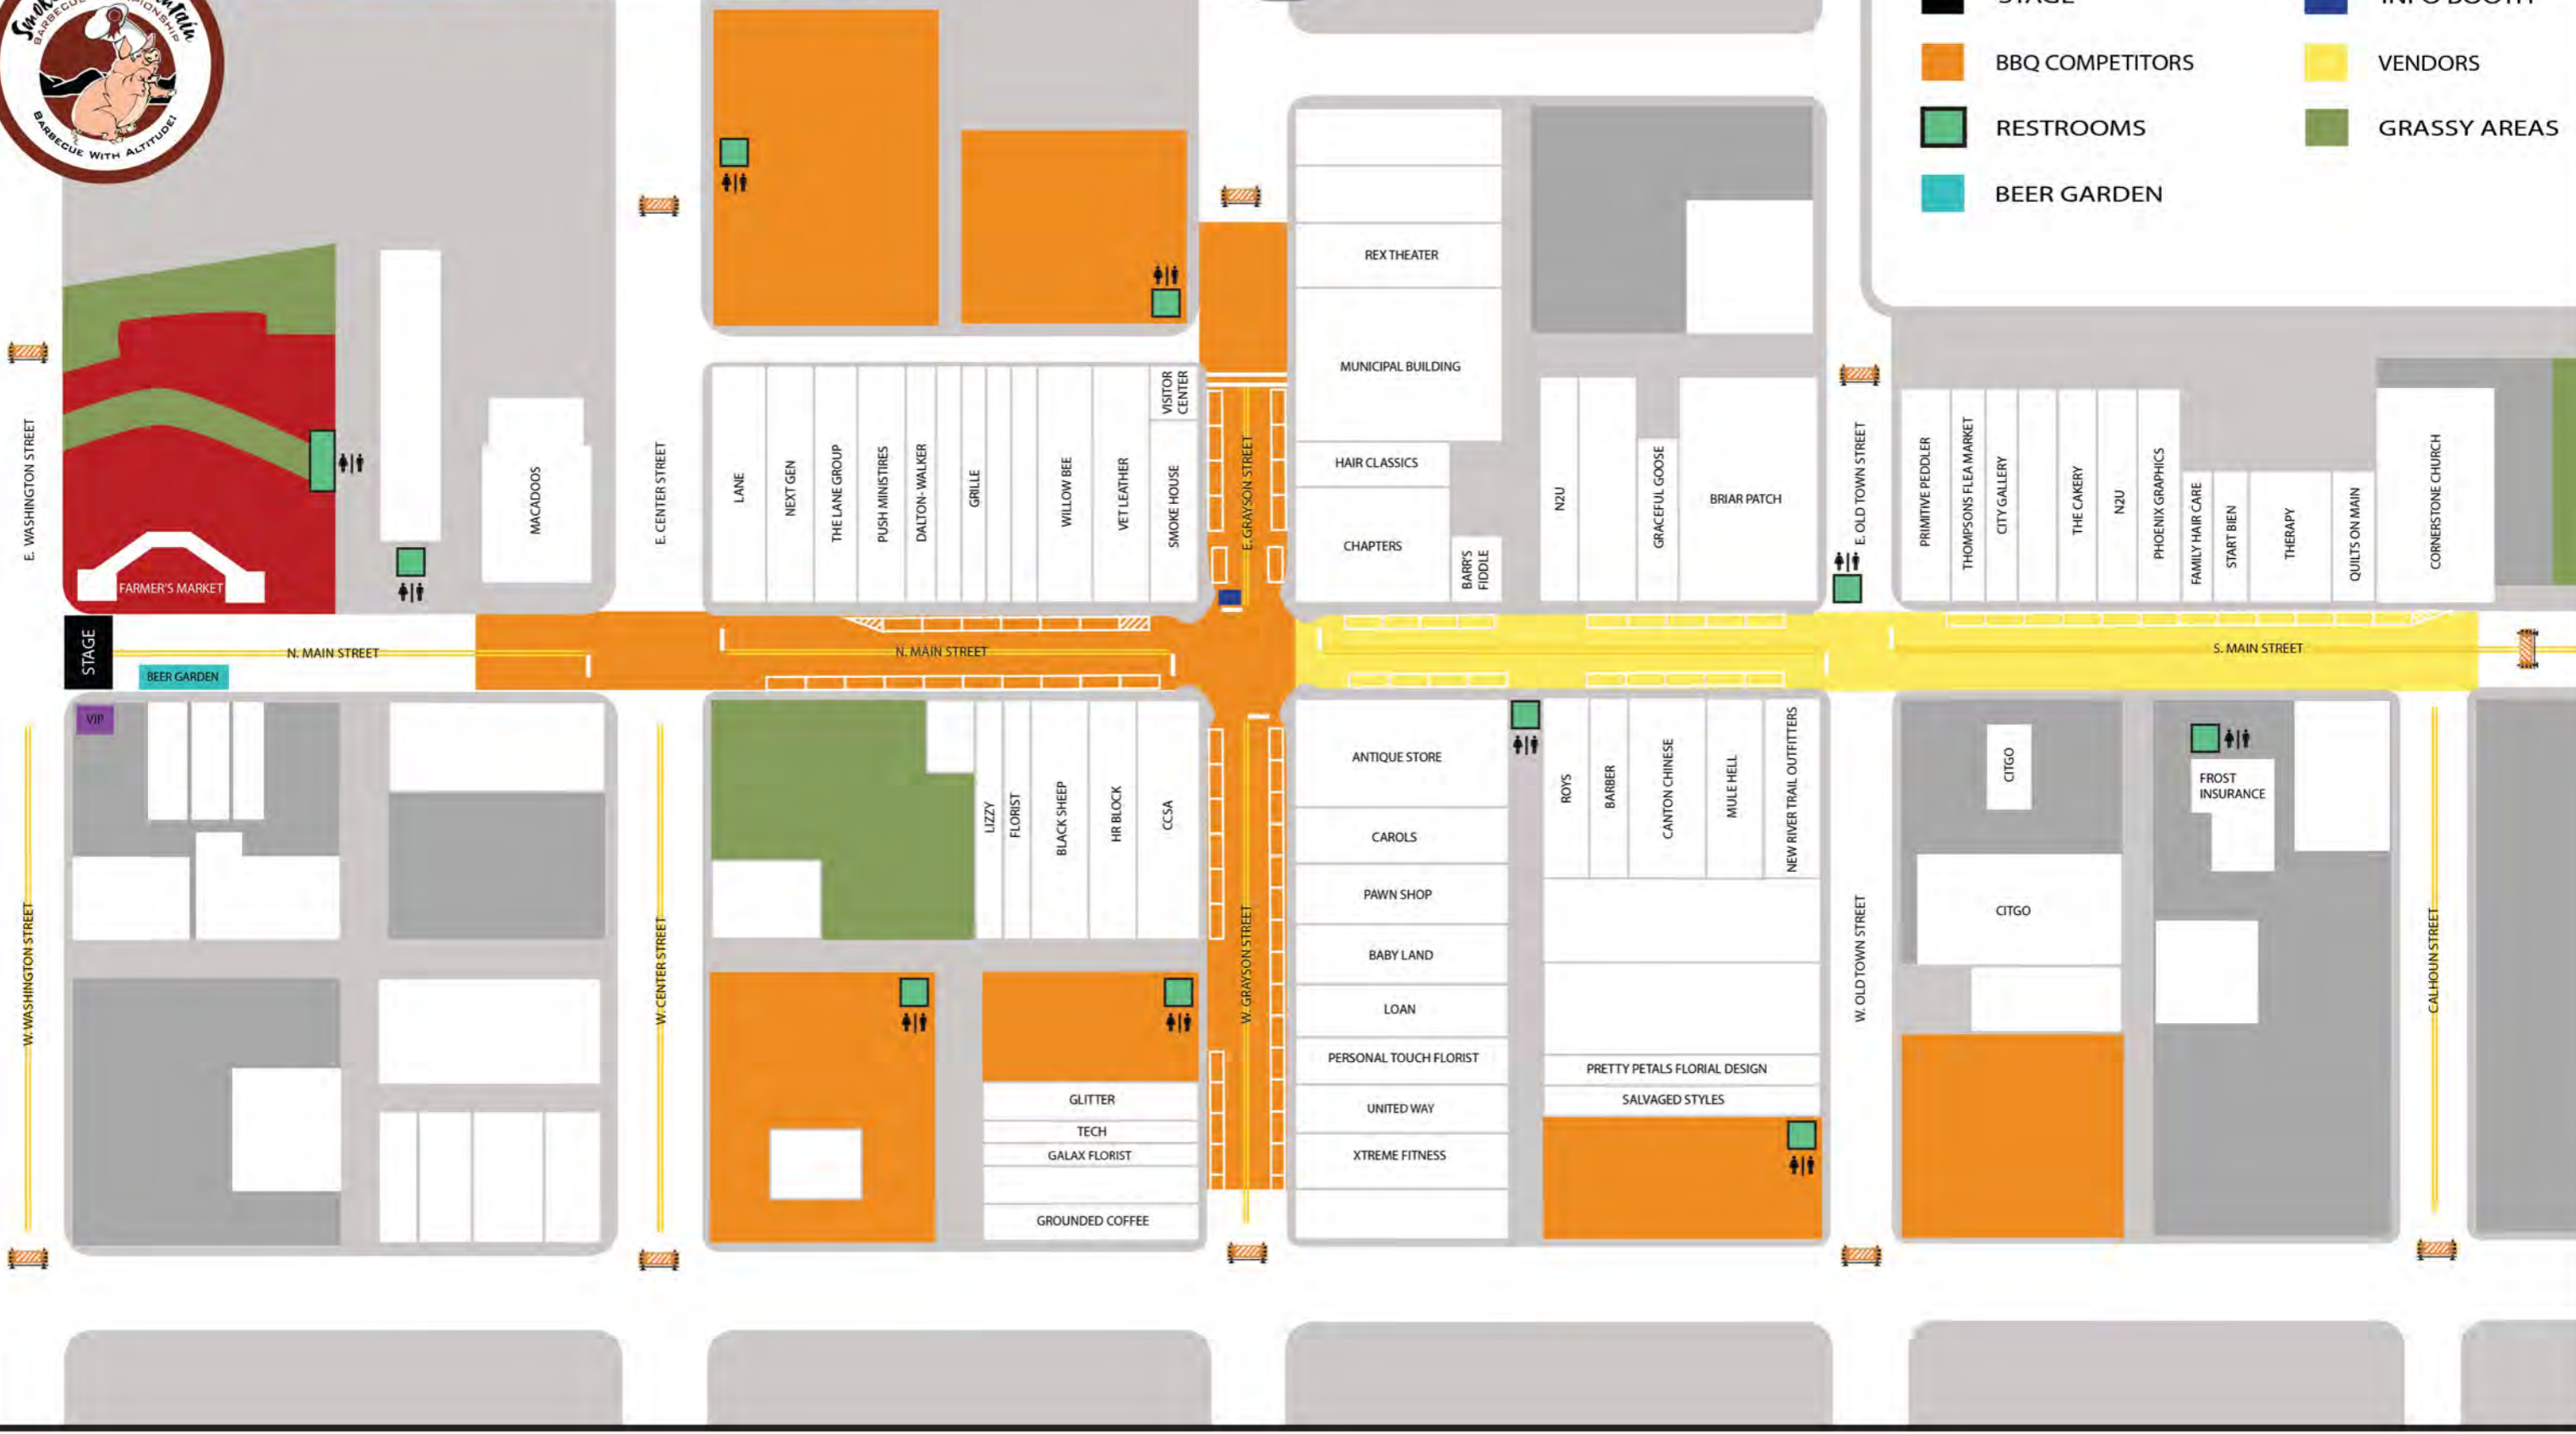 BARBECUE WITH ALTITUDE!
BBQ COMPETITORS
VENDORS
RESTROOMS
GRASSY AREAS
BEER GARDEN
REX THEATER
MUNICIPAL BUILDING
HAIR CLASSICS
CHAPTERS
BARR'S
FIDDLE
N2U
GRACEFUL GOOSE
BRIAR PATCH
E. WASHINGTON STREET
FARMER'S MARKET
MACADOOS
E. CENTER STREET
LANE
NEXT GEN
THE LANE GROUP
PUSH MINISTIRES
DALTON-WALKER
GRILLE
WILLOW BEE
VET LEATHER
VISITOR
CENTER
SMOKE HOUSE
E. GRAYSON STREET
E. OLD TOWN STREET
PRIMITIVE PEDDLER
THOMPSONS FLEA MARKET
CITY GALLERY
THE CAKERY
N2U
PHOENIX GRAPHICS
FAMILY HAIR CARE
START BIEN
THERAPY
QUILTS ON MAIN
CORNERSTONE CHURCH
STAGE
N. MAIN STREET
BEER GARDEN
N. MAIN STREET
S. MAIN STREET
VIP
W. WASHINGTON STREET
W. CENTER STREET
LIZZY
FLORIST
BLACK SHEEP
HR BLOCK
CCSA
W. GRAYSON STREET
GLITTER
TECH
GALAX FLORIST
GROUNDED COFFEE
ANTIQUE STORE
CAROLS
PAWN SHOP
BABY LAND
LOAN
PERSONAL TOUCH FLORIST
UNITED WAY
XTREME FITNESS
ROYS
BARBER
CANTON CHINESE
MULE HELL
NEW RIVER TRAIL OUTFITTERS
PRETTY PETALS FLORIAL DESIGN
SALVAGED STYLES
W. OLD TOWN STREET
CITGO
CITGO
FROST
INSURANCE
CALHOUN STREET